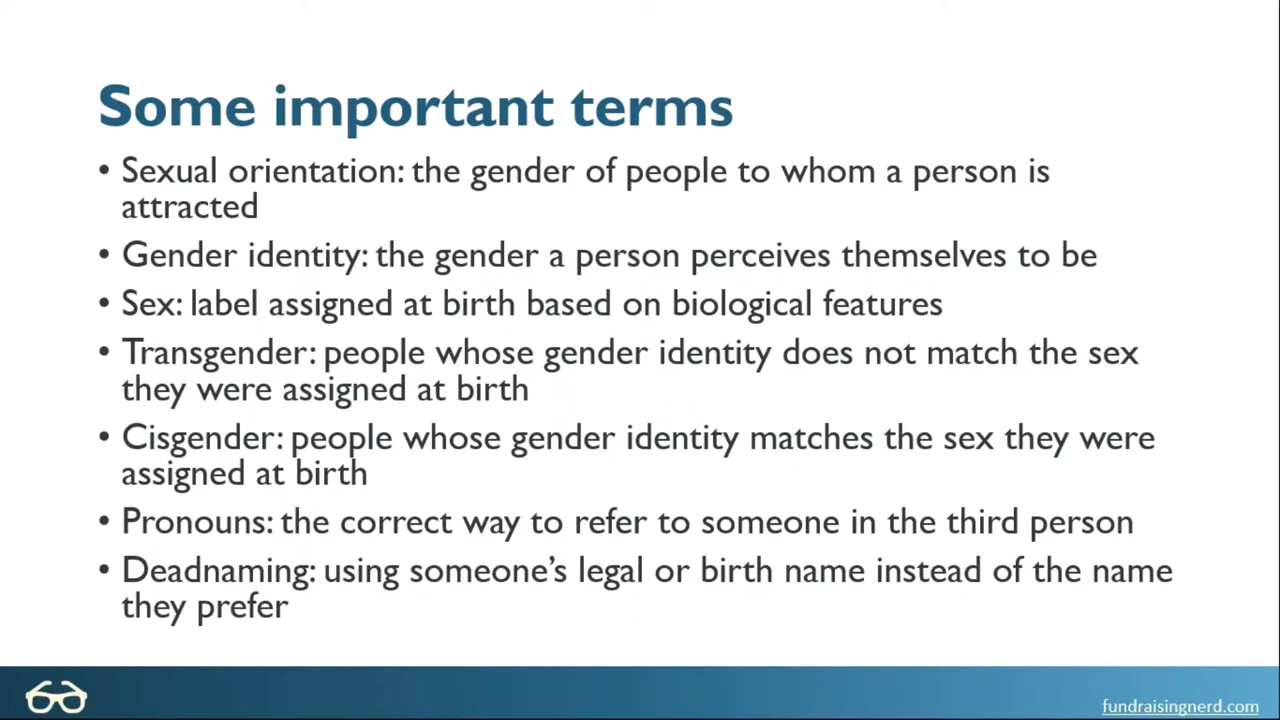 Some important terms
• Sexual orientation: the gender of people to whom a person is
attracted
• Gender identity: the gender a person perceives themselves to be
• Sex: label assigned at birth based on biological features
• Transgender: people whose gender identity does not match the sex
they were assigned at birth
• Cisgender: people whose gender identity matches the sex they were
assigned at birth
• Pronouns: the correct way to refer to someone in the third person
• Deadnaming: using someone’s legal or birth name instead of the name
they prefer
fundraisingnerd.com